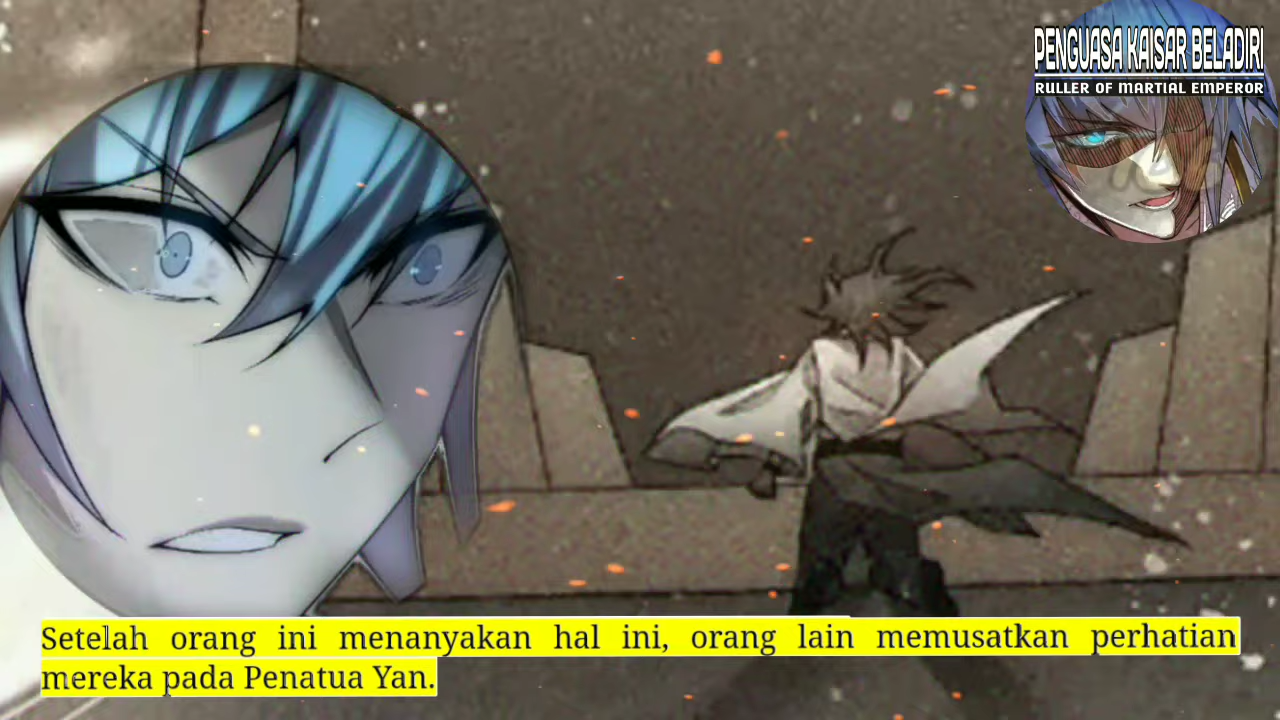 PENGUASA KAISAR BELADIRI
RULLER OF MARTIAL EMPEROR
Setelah orang ini menanyakan hal ini, orang lain memusatkan perhatian
mereka pada Penatua Yan.